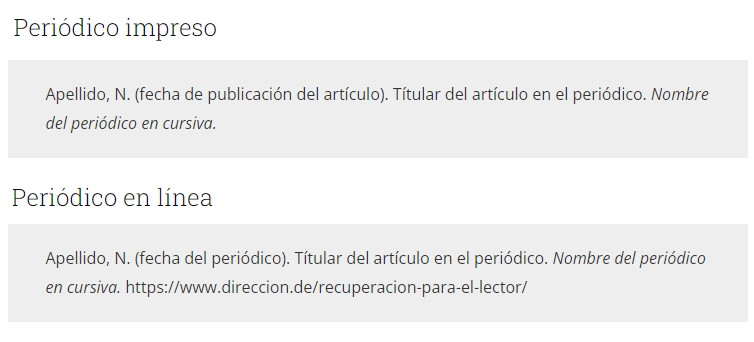 Periódico impreso
Apellido, N. (fecha de publicación del artículo). Títular del artículo en el periódico. Nombre
del periódico en cursiva.
Periódico en línea
Apellido, N. (fecha del periódico). Títular del artículo en el periódico. Nombre del periódico
en cursiva. https://www.direccion.de/recuperacion-para-el-lector/